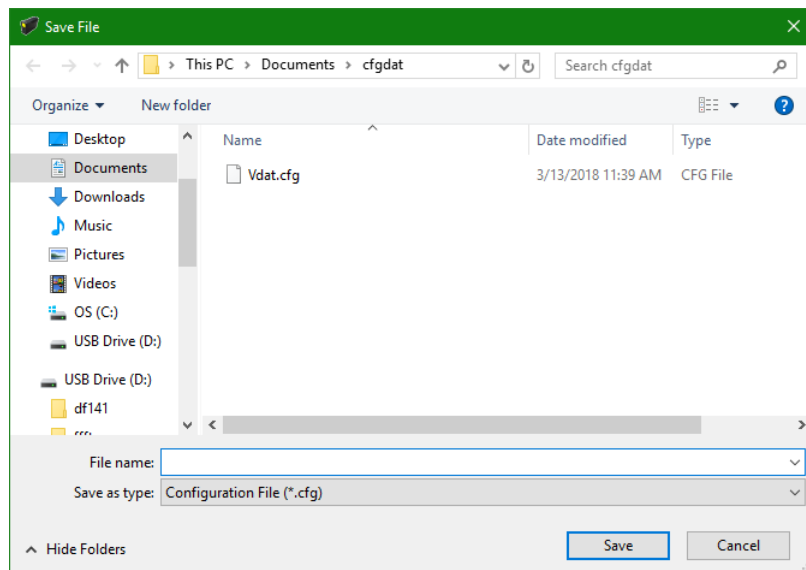 Save File
This PC > Documents > cfgdat
Search cfgdat
Organize
New folder
Name
Date modified
Type
Vdat.cfg
3/13/2018 11:39 AM
CFG File
Desktop
Documents
Downloads
Music
Pictures
Videos
OS (C:)
USB Drive (D:)
USB Drive (D:)
df141
File name:
Save as type: Configuration File (*.cfg)
Hide Folders
Save
Cancel